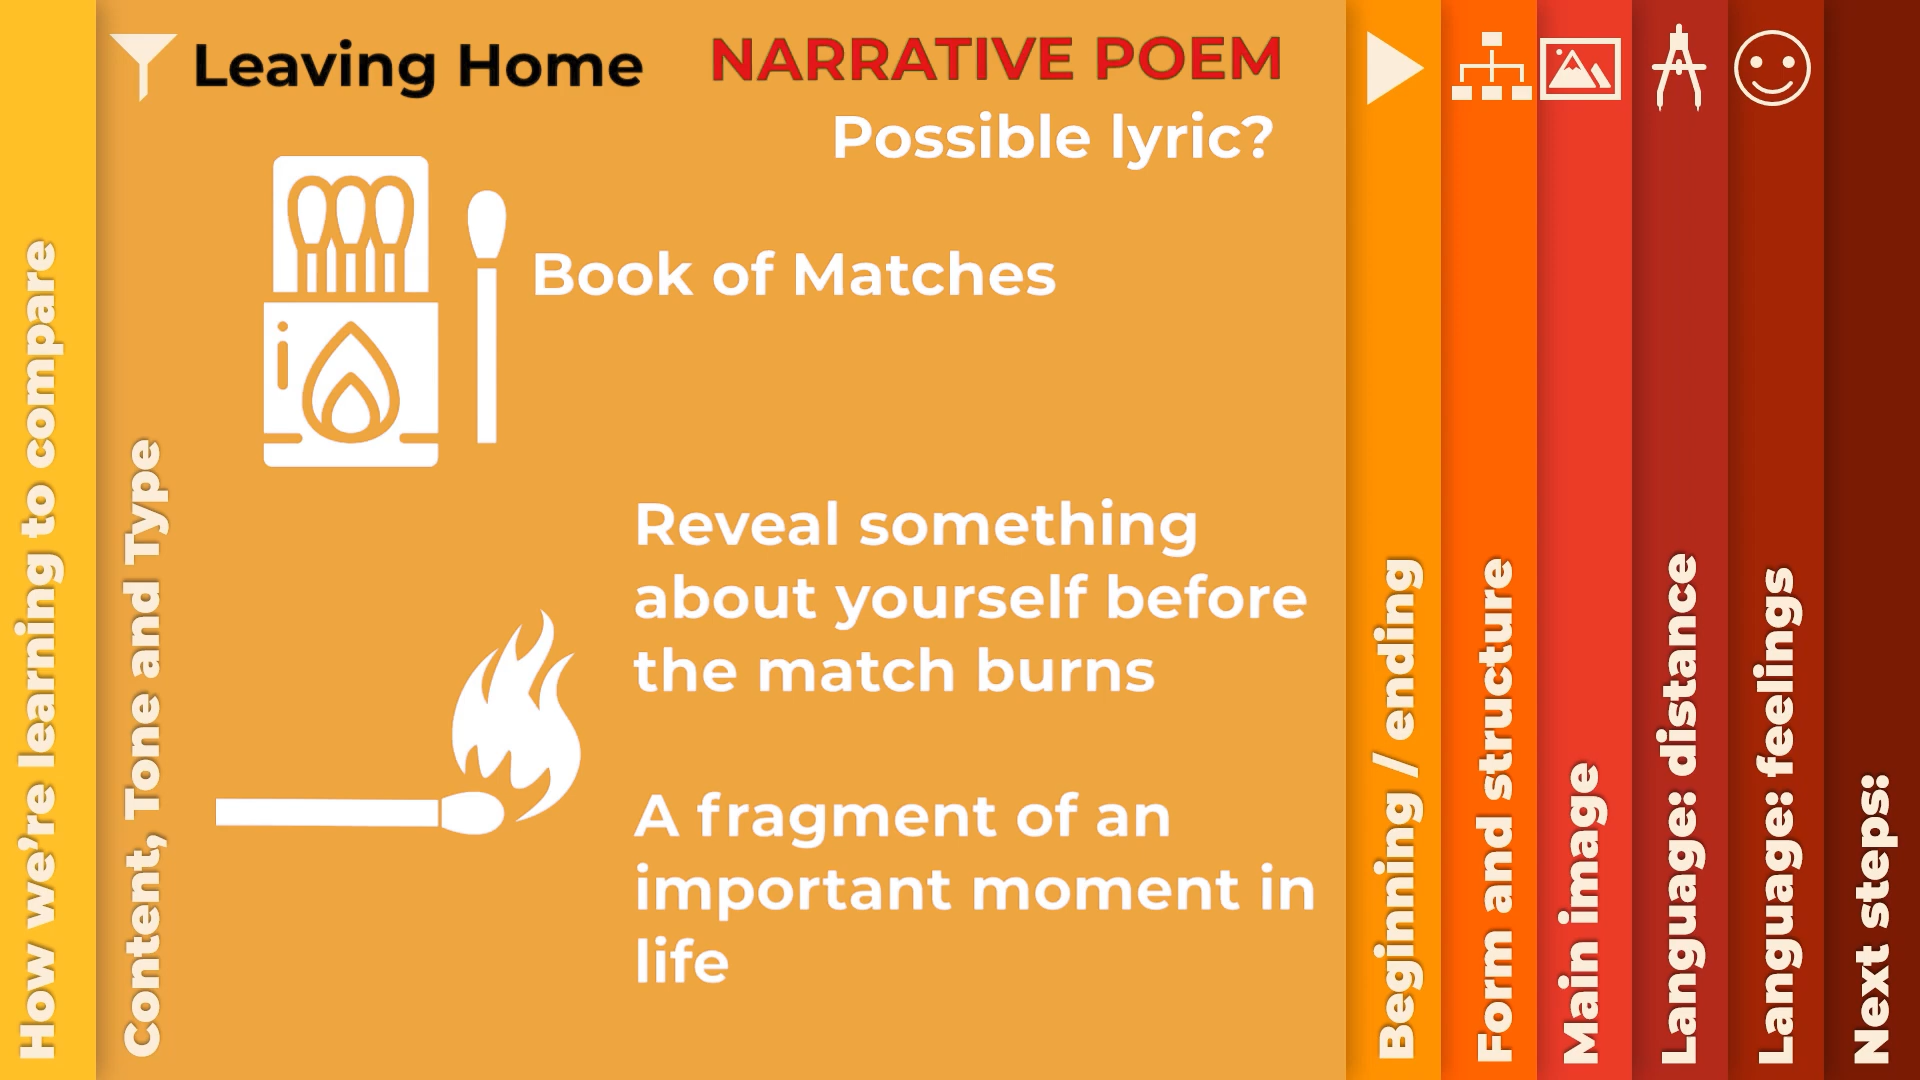 How we're learning to compare
Content, Tone and Type
Leaving Home
NARRATIVE POEM
Possible lyric?
Book of Matches
Reveal something
about yourself before
the match burns
A fragment of an
important moment in
life
Beginning / ending
Form and structure
Main image
Language: distance
Language: feelings
Next steps: